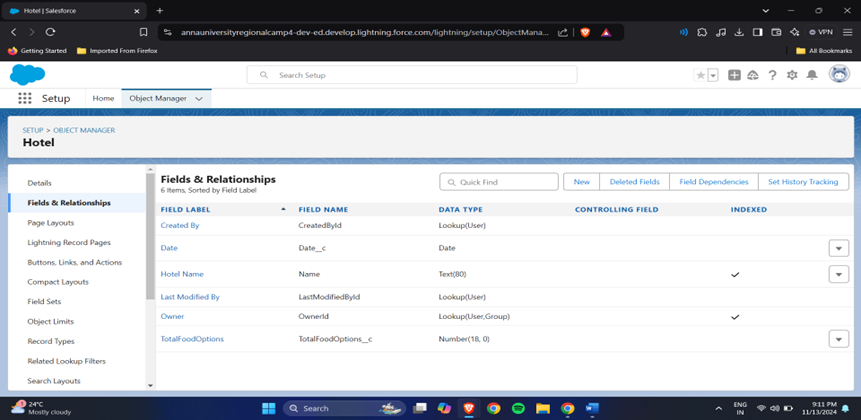 Hotel | Salesforce
annauniversityregionalcamp4-dev-ed.develop.lightning.force.com/lightning/setup/ObjectMana...
VPN
Getting Started
Imported From Firefox
All Bookmarks
Search Setup
Setup
Home
Object Manager
SETUP > OBJECT MANAGER
Hotel
Details
Fields & Relationships
Page Layouts
Lightning Record Pages
Buttons, Links, and Actions
Compact Layouts
Field Sets
Object Limits
Record Types
Related Lookup Filters
Search Layouts
Fields & Relationships
6 Items, Sorted by Field Label
Quick Find
New
Deleted Fields
Field Dependencies
Set History Tracking
FIELD LABEL FIELD NAME DATA TYPE CONTROLLING FIELD INDEXED
Created By CreatedById Lookup(User)
Date Date__c Date
Hotel Name Name Text(80)
Last Modified By LastModifiedById Lookup(User)
Owner OwnerId Lookup(User,Group)
TotalFoodOptions TotalFoodOptions__c Number(18, 0)
1
24°C
Mostly cloudy
Search
ENG
IN
9:11 PM
11/13/2024